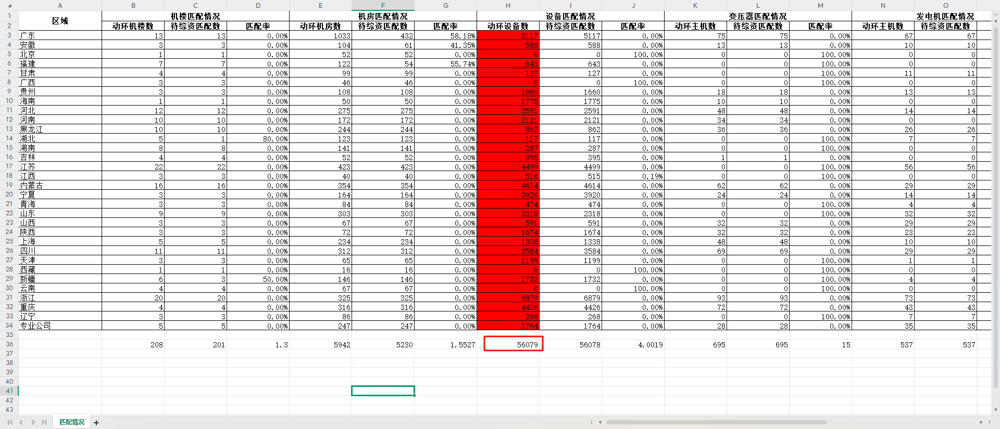 A B C D E F G H I J K L M N O
1 区域 机楼匹配情况 机房匹配情况 设备匹配情况 变压器匹配情况 发电机匹配情况
2 动环机楼数 待综资匹配数 匹配率 动环机房数 待综资匹配数 匹配率 动环设备数 待综资匹配数 匹配率 动环主机数 待综资匹配数 匹配率 动环主机数 待综资匹配数
3 广东 13 13 0.00% 1033 432 58.18% 5117 5117 0.00% 75 75 0.00% 67 67
4 安徽 3 3 0.00% 104 61 41.35% 588 588 0.00% 13 13 0.00% 10 10
5 北京 1 1 0.00% 52 52 0.00% 0 0 100.00% 0 0 100.00% 0 0
6 福建 7 7 0.00% 122 54 55.74% 643 643 0.00% 0 0 100.00% 0 0
7 甘肃 4 4 0.00% 99 99 0.00% 127 127 0.00% 0 0 100.00% 11 11
8 广西 3 3 0.00% 46 46 0.00% 0 0 100.00% 0 0 100.00% 0 0
9 贵州 3 3 0.00% 108 108 0.00% 1660 1660 0.00% 18 18 0.00% 13 13
10 海南 1 1 0.00% 50 50 0.00% 1775 1775 0.00% 10 10 0.00% 0 0
11 河北 12 12 0.00% 275 275 0.00% 2591 2591 0.00% 48 48 0.00% 14 14
12 河南 10 10 0.00% 172 172 0.00% 2121 2121 0.00% 34 34 0.00% 0 0
13 黑龙江 10 10 0.00% 244 244 0.00% 862 862 0.00% 36 36 0.00% 26 26
14 湖北 5 1 80.00% 123 123 0.00% 117 117 0.00% 0 0 100.00% 7 7
15 湖南 8 8 0.00% 141 141 0.00% 287 287 0.00% 0 0 100.00% 0 0
16 吉林 4 4 0.00% 52 52 0.00% 395 395 0.00% 1 1 0.00% 0 0
17 江苏 22 22 0.00% 423 423 0.00% 4499 4499 0.00% 0 0 100.00% 56 56
18 江西 3 3 0.00% 40 40 0.00% 516 515 0.19% 0 0 100.00% 0 0
19 内蒙古 16 16 0.00% 354 354 0.00% 4614 4614 0.00% 62 62 0.00% 29 29
20 宁夏 3 3 0.00% 164 164 0.00% 3920 3920 0.00% 24 24 0.00% 14 14
21 青海 3 3 0.00% 84 84 0.00% 474 474 0.00% 0 0 100.00% 4 4
22 山东 9 9 0.00% 303 303 0.00% 2318 2318 0.00% 0 0 100.00% 32 32
23 山西 3 3 0.00% 67 67 0.00% 591 591 0.00% 32 32 0.00% 29 29
24 陕西 3 3 0.00% 72 72 0.00% 1674 1674 0.00% 32 32 0.00% 23 23
25 上海 5 5 0.00% 234 234 0.00% 1338 1338 0.00% 48 48 0.00% 10 10
26 四川 11 11 0.00% 312 312 0.00% 3584 3584 0.00% 69 69 0.00% 29 29
27 天津 3 3 0.00% 65 65 0.00% 1199 1199 0.00% 0 0 100.00% 1 1
28 西藏 1 1 0.00% 16 16 0.00% 0 0 100.00% 0 0 100.00% 0 0
29 新疆 6 3 50.00% 146 146 0.00% 1732 1732 0.00% 0 0 100.00% 4 4
30 云南 4 4 0.00% 67 67 0.00% 0 0 100.00% 0 0 100.00% 0 0
31 浙江 20 20 0.00% 325 325 0.00% 6879 6879 0.00% 93 93 0.00% 73 73
32 重庆 4 4 0.00% 316 316 0.00% 4426 4426 0.00% 72 72 0.00% 43 43
33 辽宁 3 3 0.00% 86 86 0.00% 268 268 0.00% 0 0 100.00% 7 7
34 专业公司 5 5 0.00% 247 247 0.00% 1764 1764 0.00% 28 28 0.00% 35 35
35
36 208 201 1.3 5942 5230 1.5527 56079 56078 4.0019 695 695 15 537 537
37
38
39
40
41
42
43
匹配情况